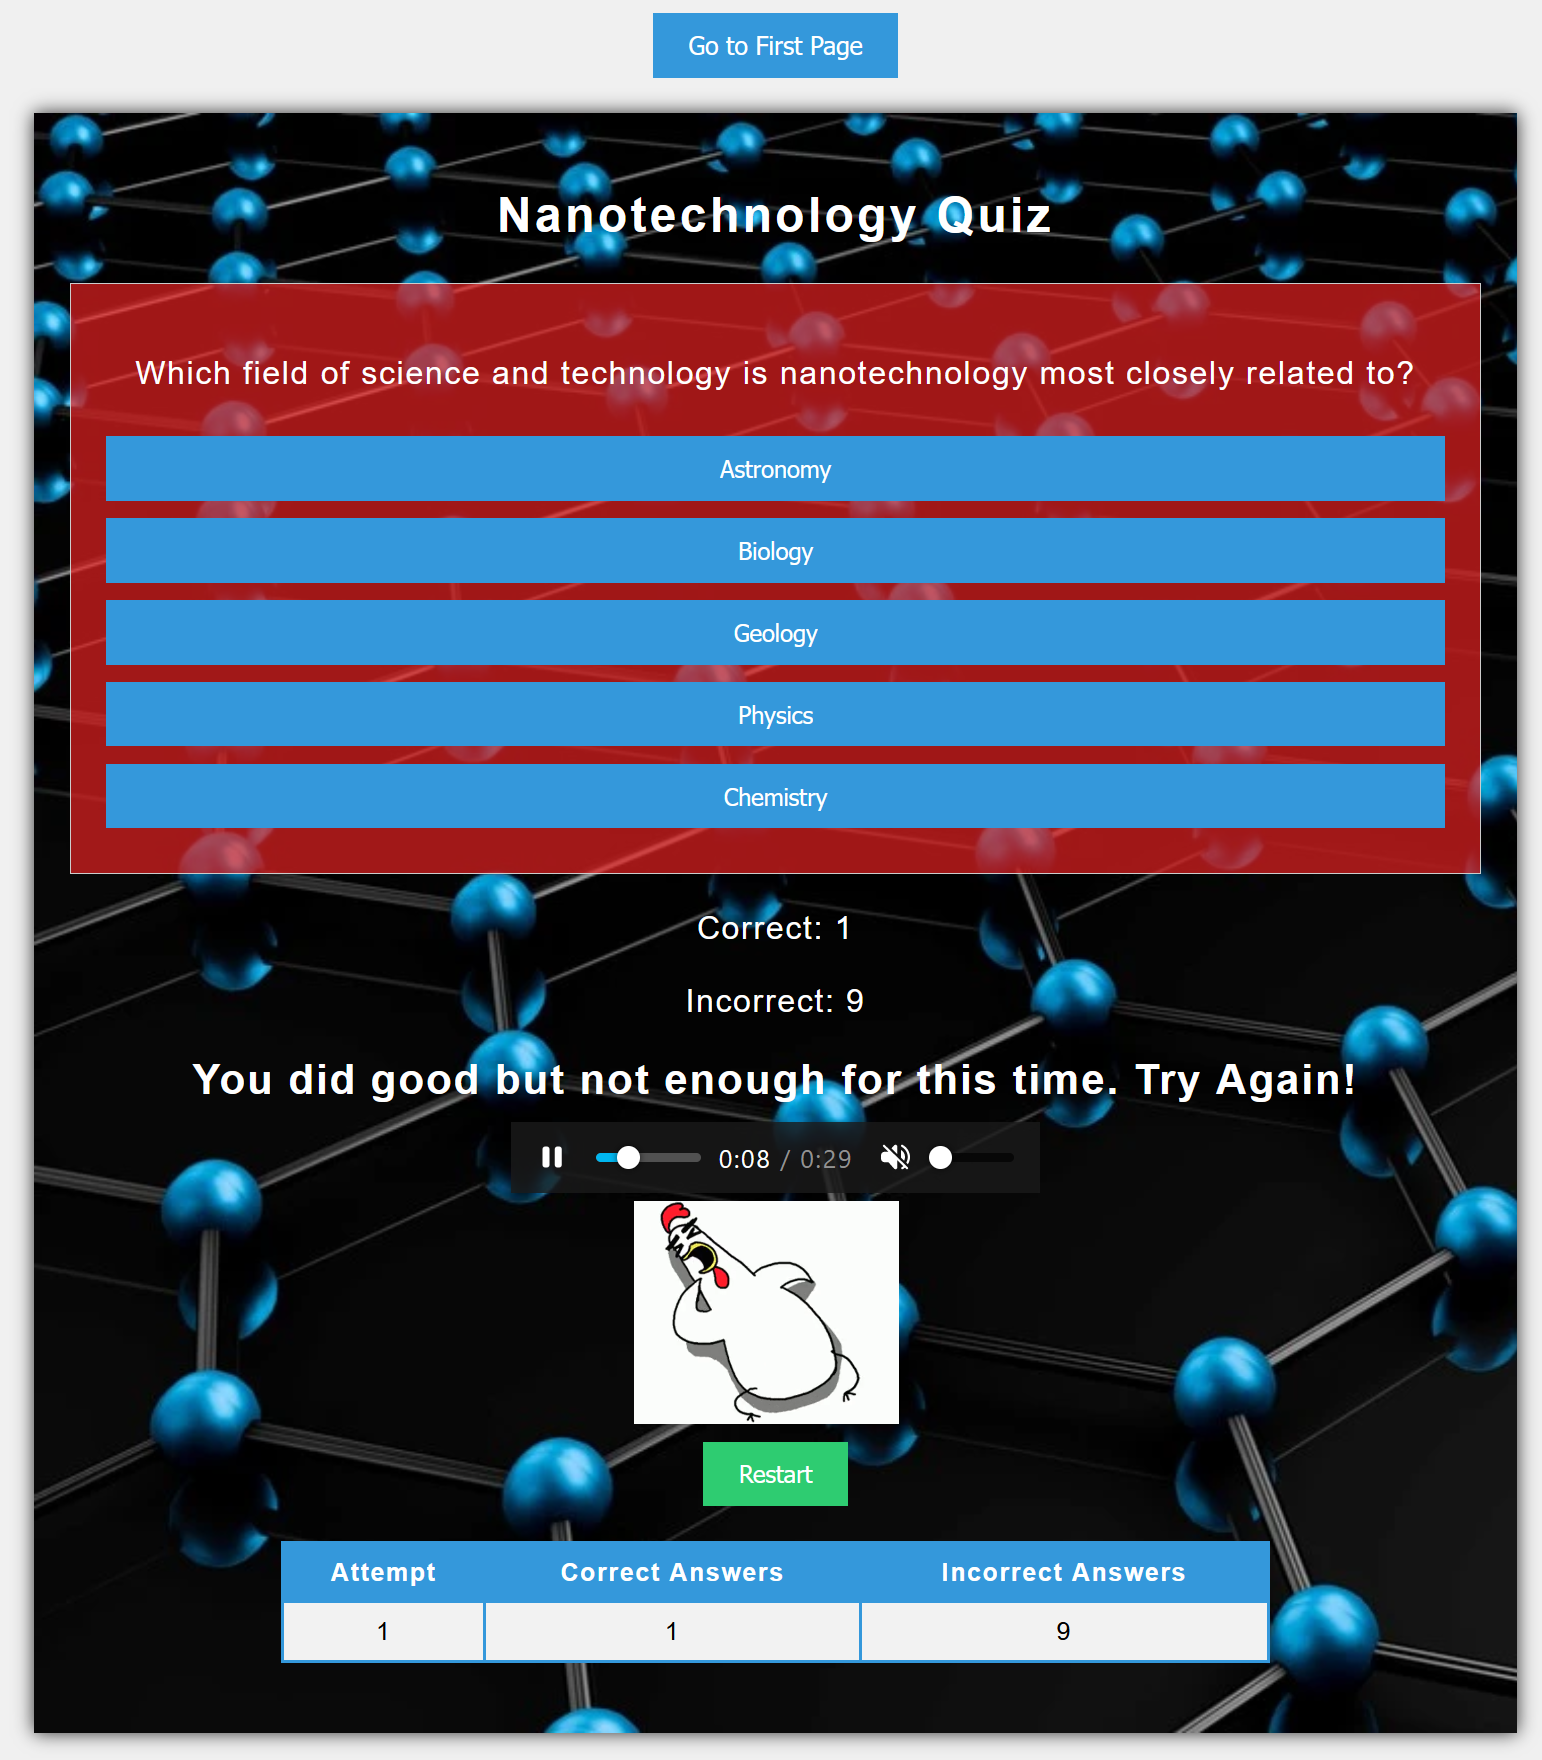 Go to First Page
Nanotechnology Quiz
Which field of science and technology is nanotechnology most closely related to?
Astronomy
Biology
Geology
Physics
Chemistry
Correct: 1
Incorrect: 9
You did good but not enough for this time. Try Again!
0:08 / 0:29
Restart
Attempt Correct Answers Incorrect Answers
1 1 9